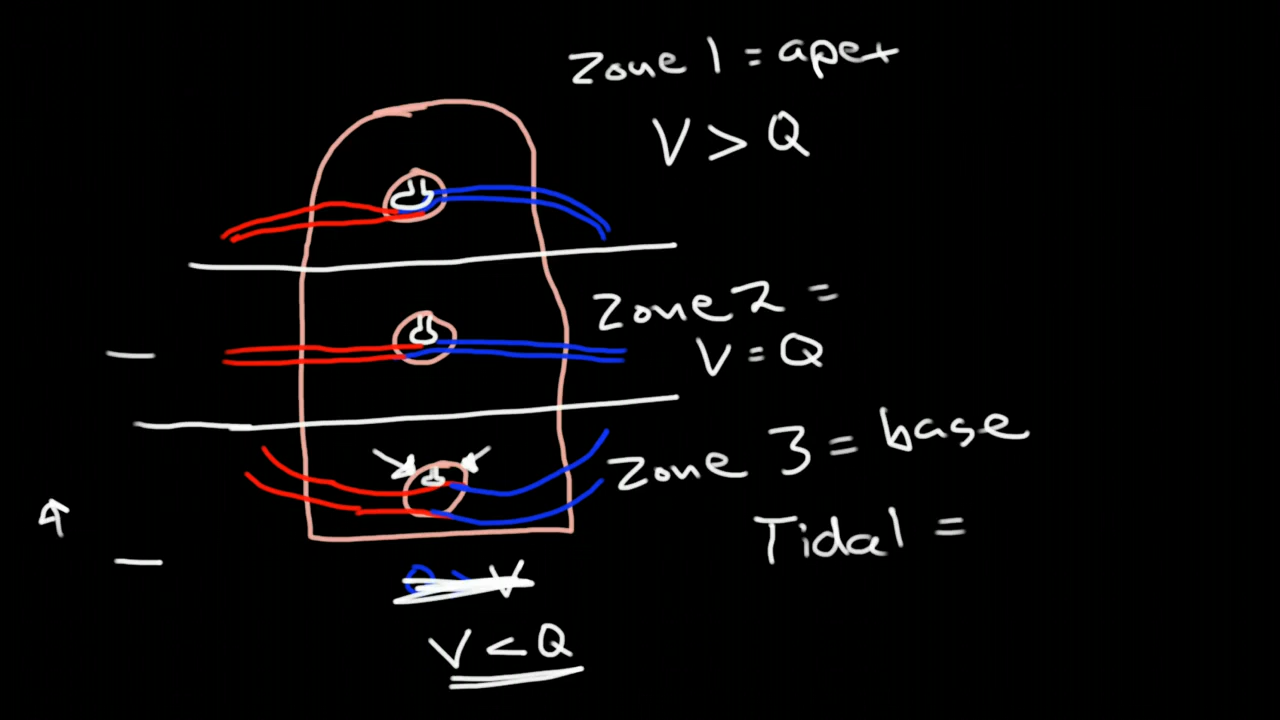 Zone 1 = apex
V > Q
Zone 2 =
V = Q
Zone 3 = base
Tidal =
V < Q